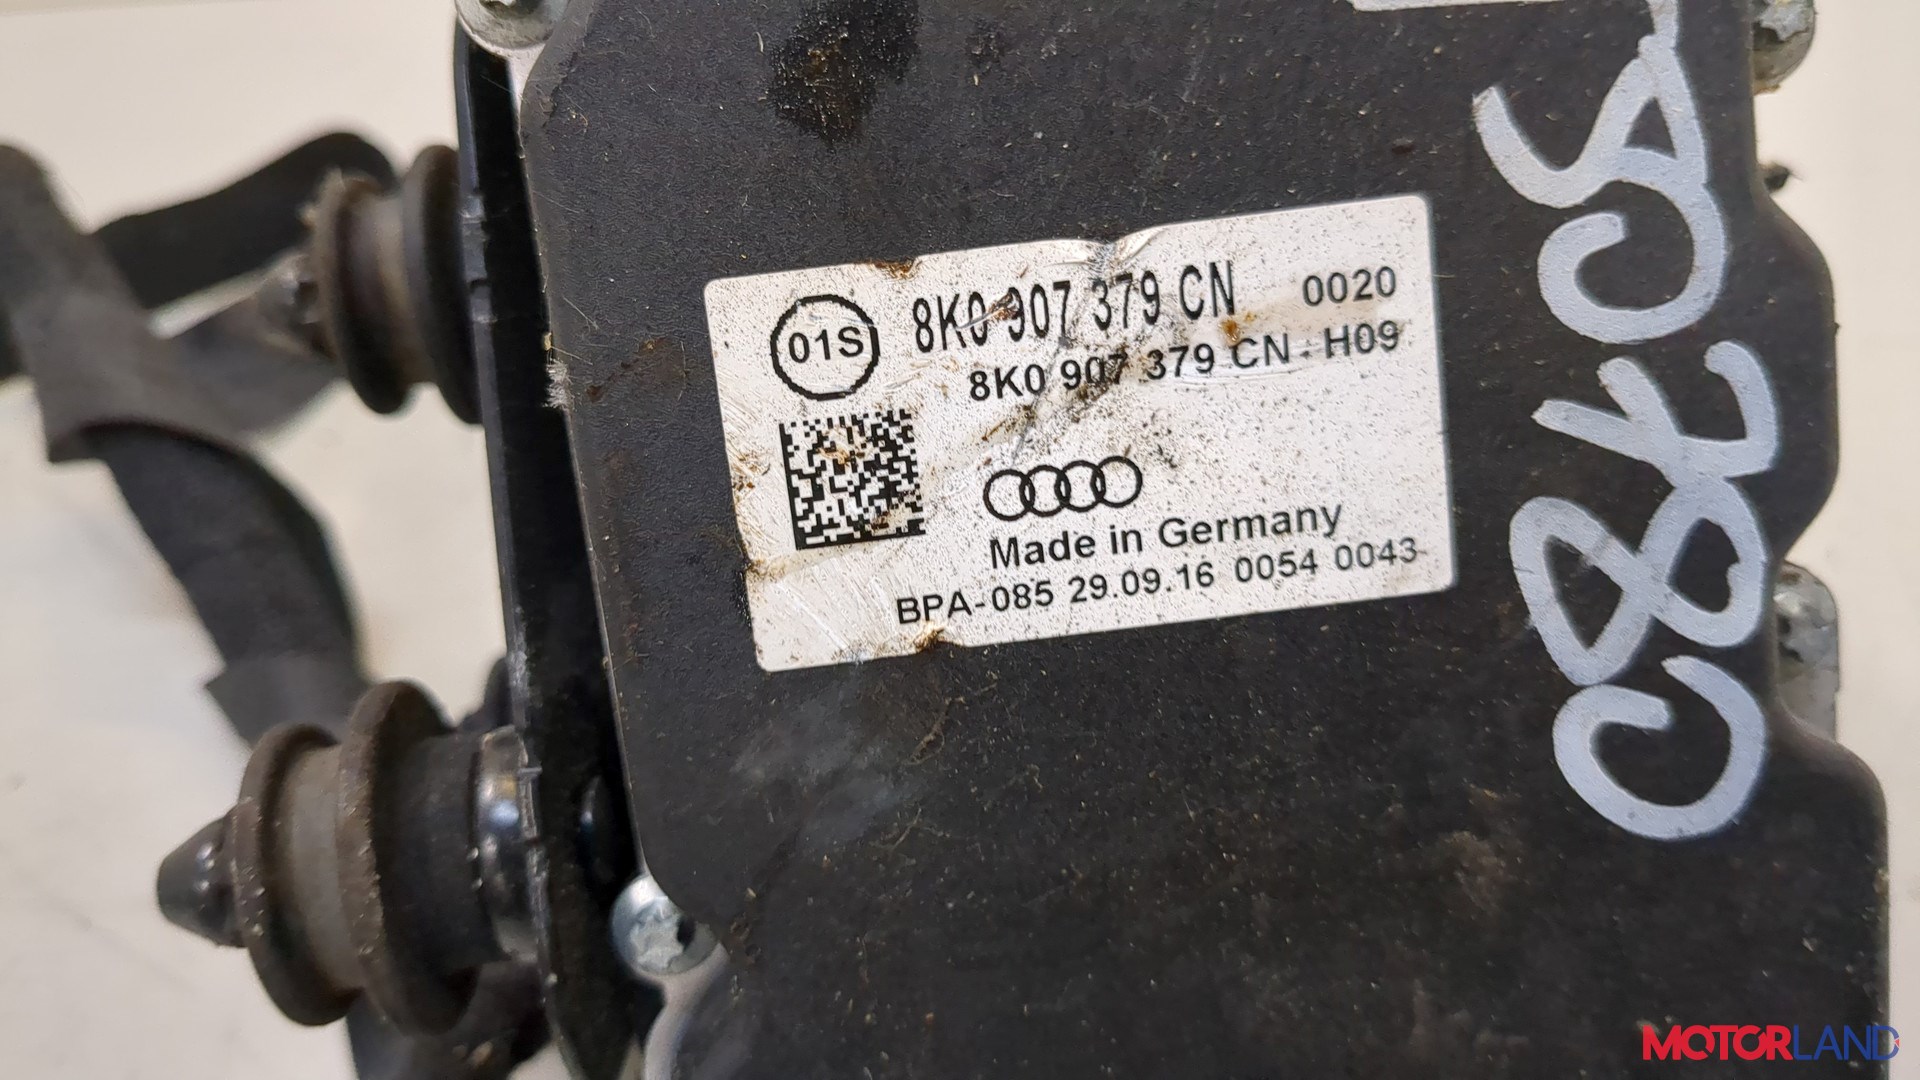 01S
8K0 907 379 CN 0020
8K0 907 379 CN : H09
Made in Germany
BPA-085 29.09.16 0054 0043
MOTORLAND